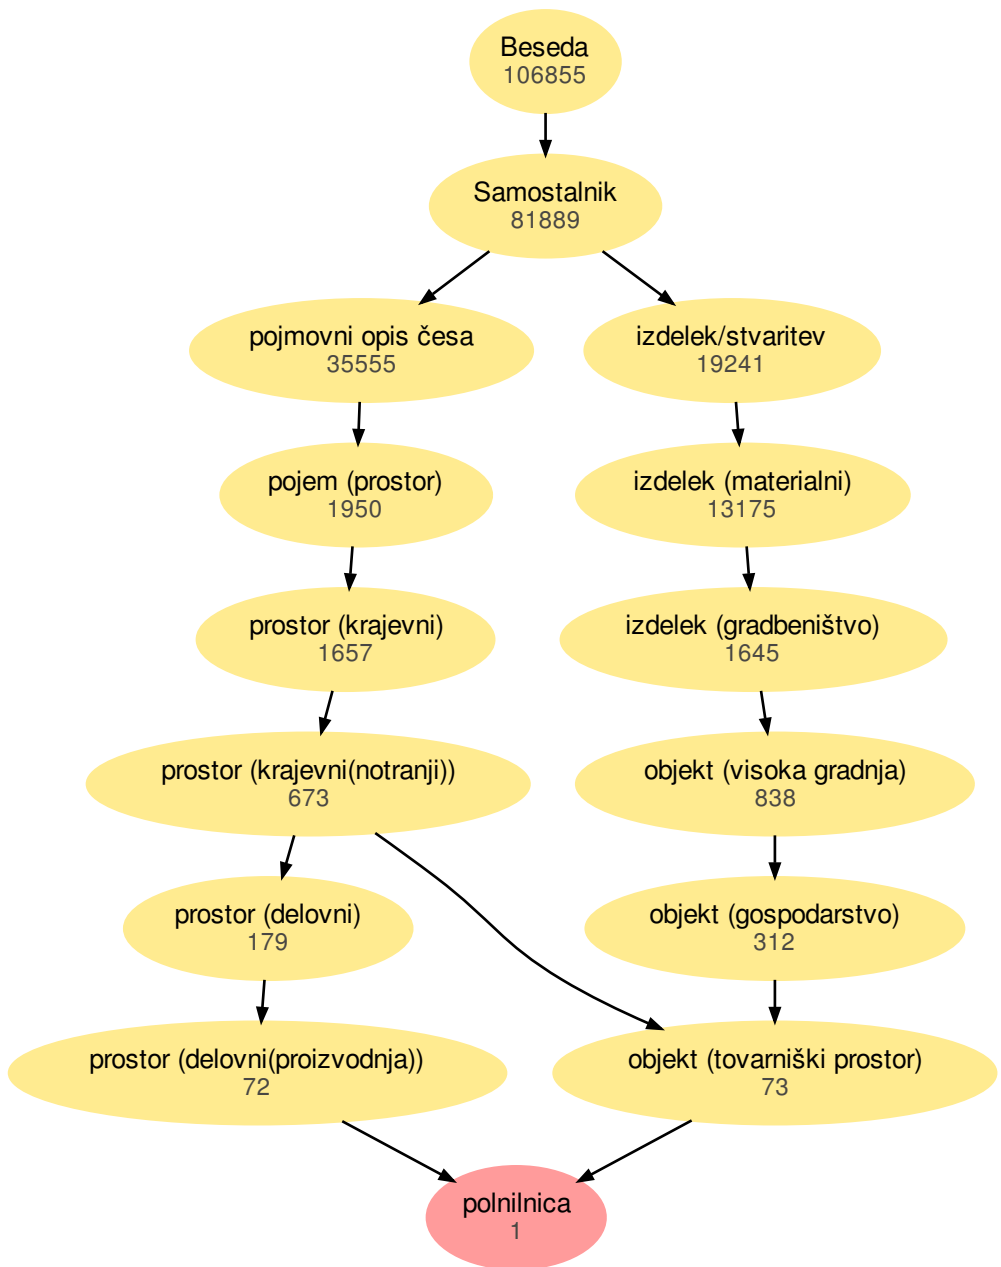 Beseda
106855
Samostalnik
81889
pojmovni opis česa
35555
izdelek/stvaritev
19241
pojem (prostor)
1950
izdelek (materialni)
13175
prostor (krajevni)
1657
izdelek (gradbeništvo)
1645
prostor (krajevni(notranji))
673
objekt (visoka gradnja)
838
prostor (delovni)
179
objekt (gospodarstvo)
312
prostor (delovni(proizvodnja))
72
objekt (tovarniški prostor)
73
polnilnica
1